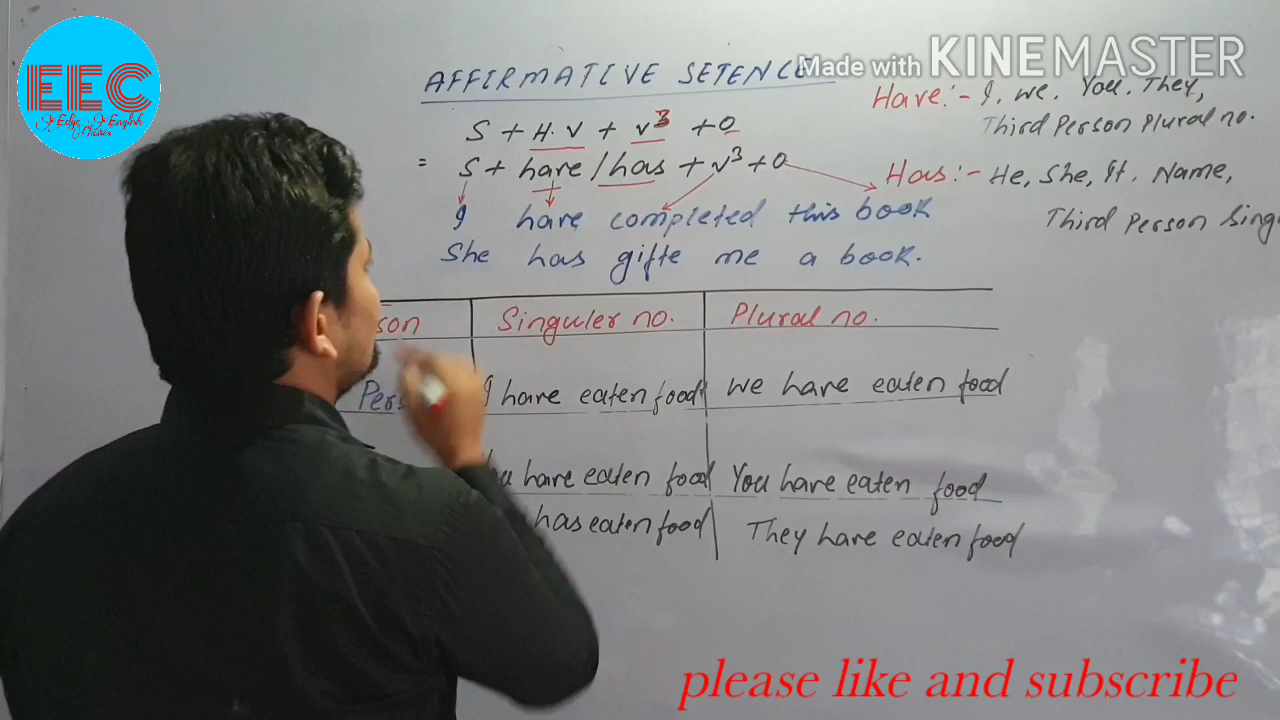 Made with KINEMASTER
EEC
AFFIRMATIVE SETENCE
S + H.V + V³ + O
= S + have / has + V³ + O
I have completed this book
She has gifte me a book.
Have:- I, we, You, They,
Third Person Plural no.
Has:- He, She, It, Name,
Third Person Sing
son Singuler no. Plural no.
Pers I have eaten food We have eaten food
have eaten food You have eaten food
has eaten food They have eaten food
please like and subscribe